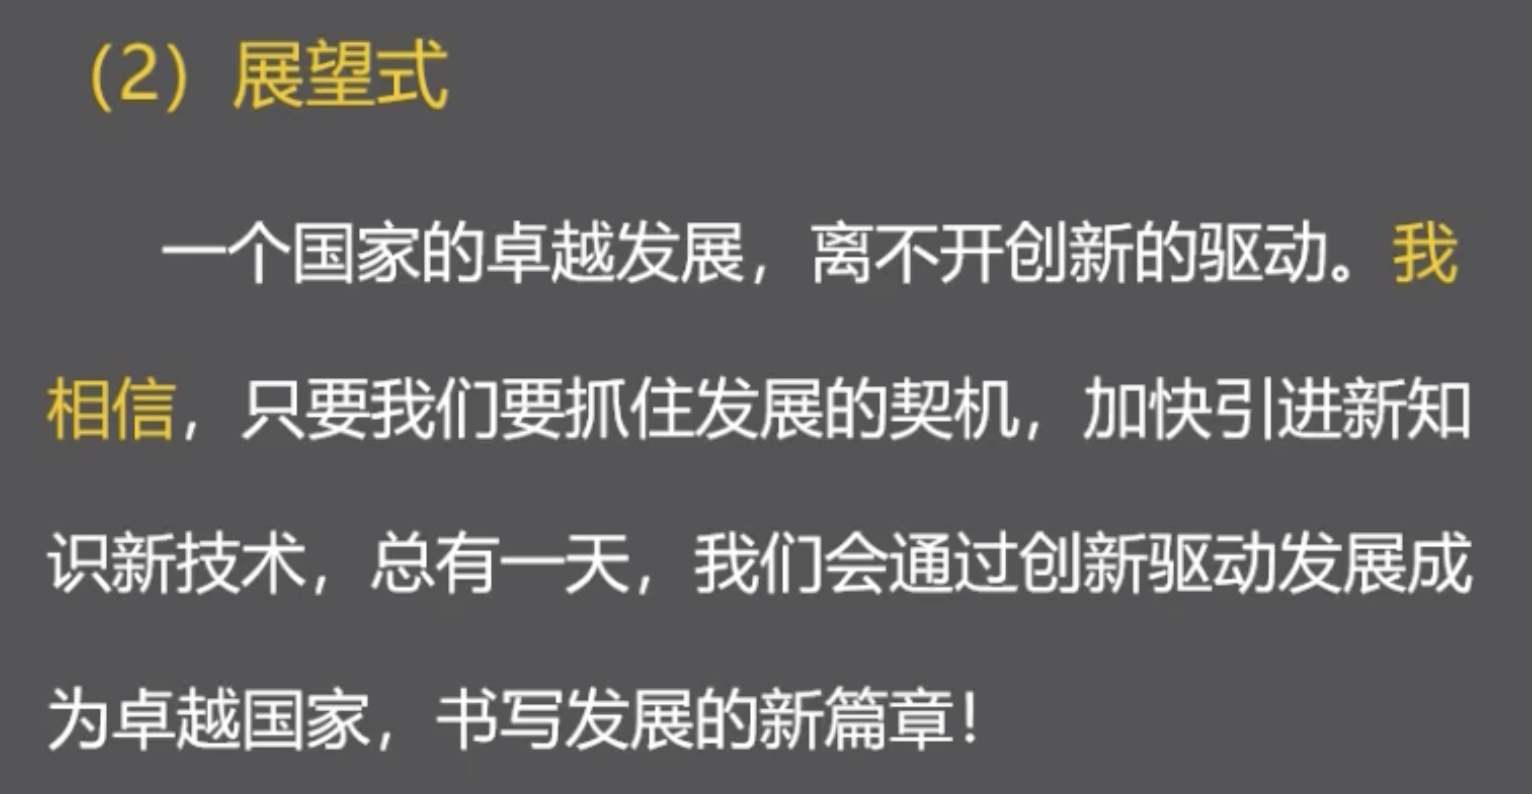 （2）展望式
一个国家的卓越发展，离不开创新的驱动。我
相信，只要我们要抓住发展的契机，加快引进新知
识新技术，总有一天，我们会通过创新驱动发展成
为卓越国家，书写发展的新篇章！